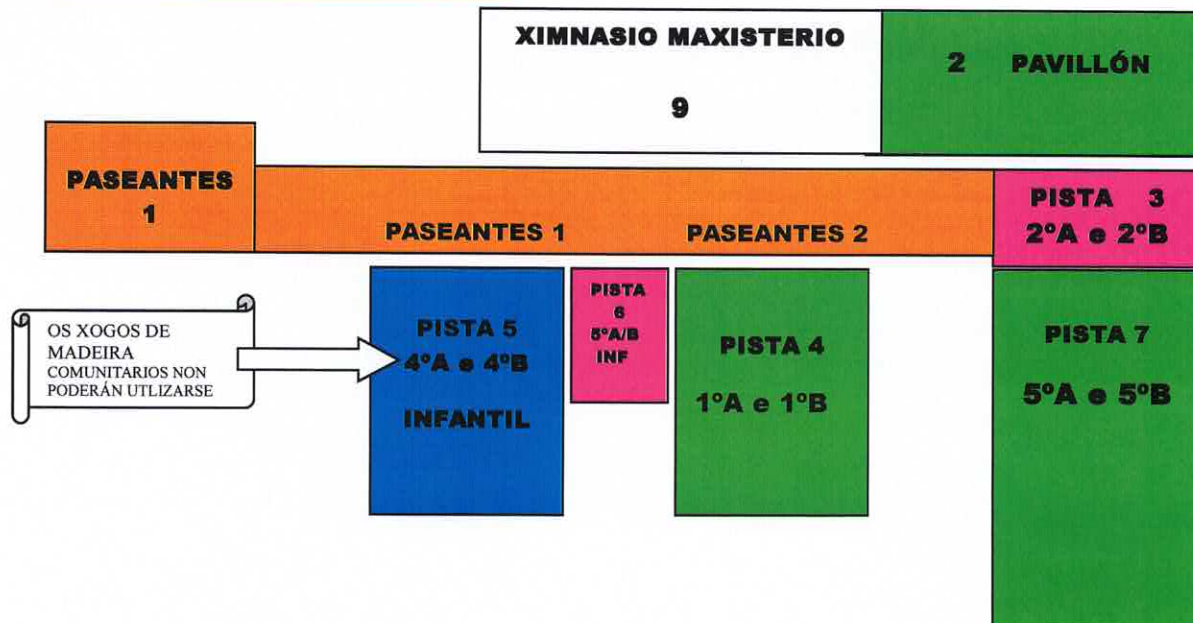 XIMNASIO MAXISTERIO
9
2 PAVILLÓN
PASEANTES
1
PASEANTES 1
PASEANTES 2
PISTA 3
2ºA e 2ºB
OS XOGOS DE
MADEIRA
COMUNITARIOS NON
PODERÁN UTLIZARSE
PISTA 5
4ºA e 4ºB
INFANTIL
PISTA
6
5ºA/B
INF
PISTA 4
1ºA e 1ºB
PISTA 7
5ºA e 5ºB